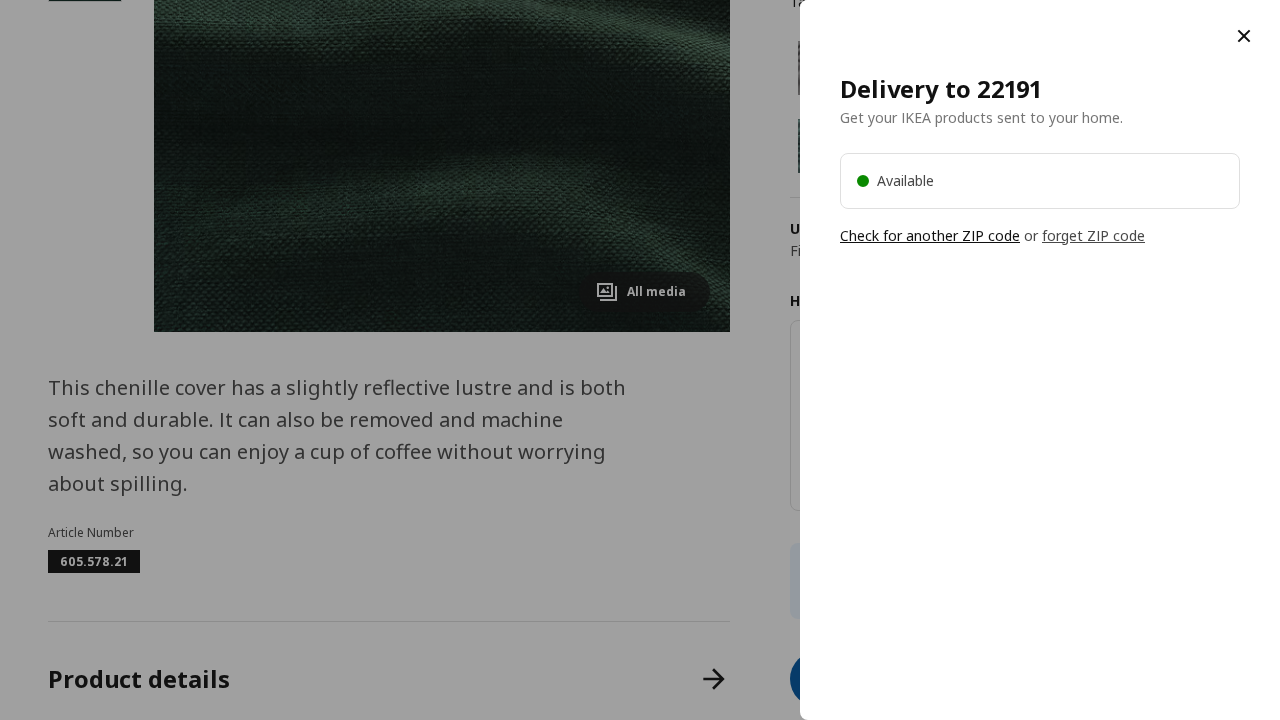 All media
This chenille cover has a slightly reflective lustre and is both
soft and durable. It can also be removed and machine
washed, so you can enjoy a cup of coffee without worrying
about spilling.
Article Number
605.578.21
Product details
Delivery to 22191
Get your IKEA products sent to your home.
Available
Check for another ZIP code or forget ZIP code